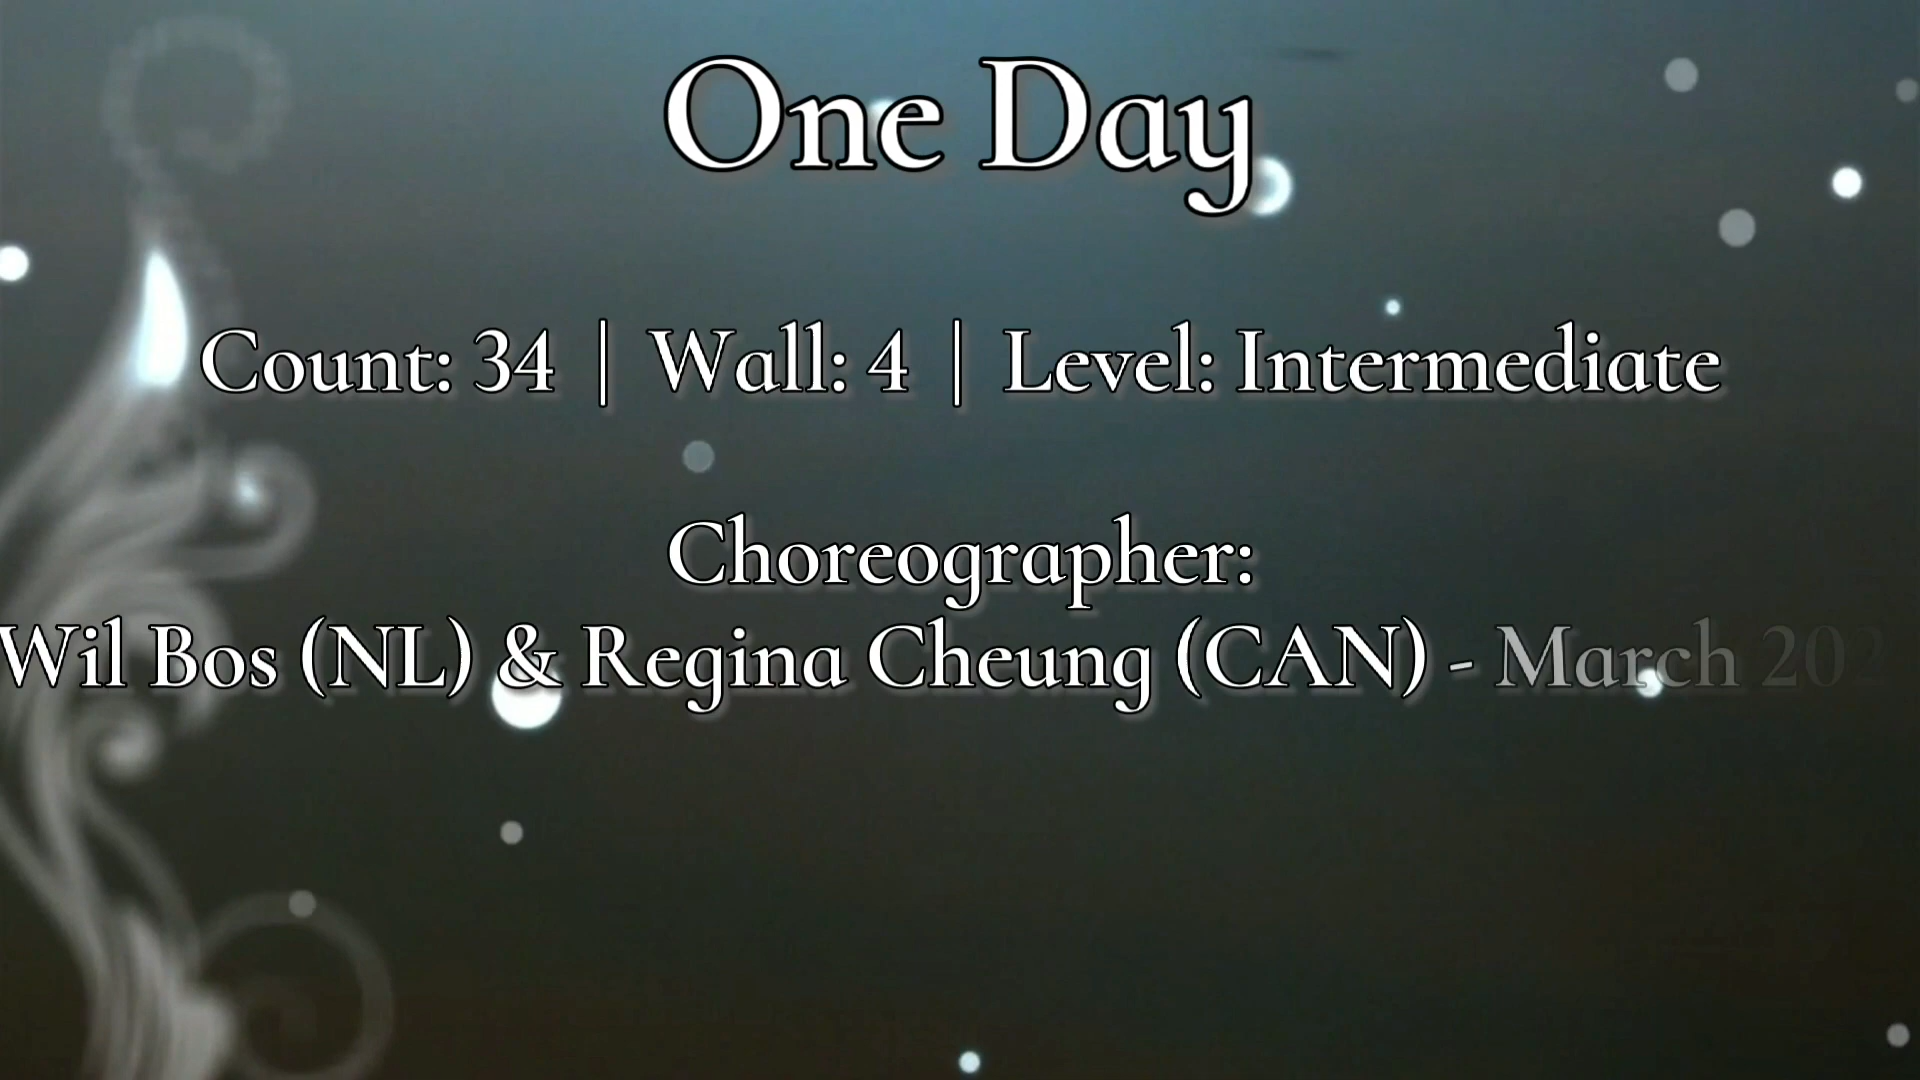 One Day
Count: 34 | Wall: 4 | Level: Intermediate
Choreographer:
Wil Bos (NL) & Regina Cheung (CAN) - March